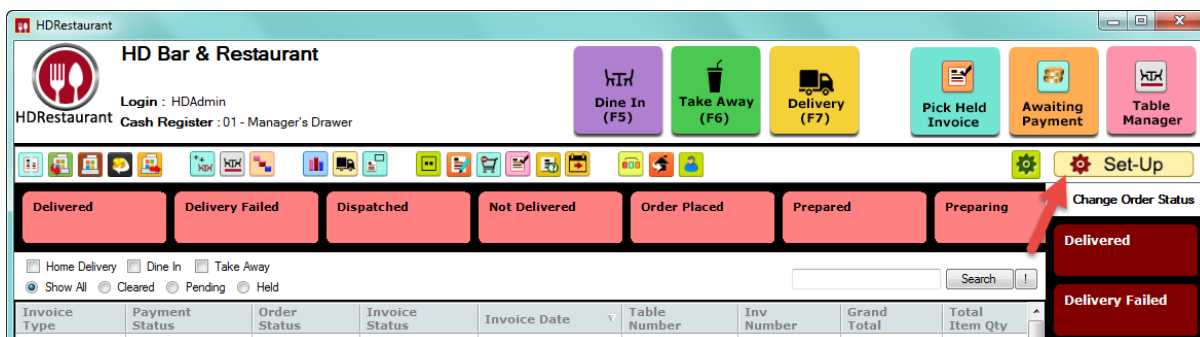 HDRestaurant
HD Bar & Restaurant
Login : HDAdmin
HDRestaurant
Cash Register : 01 - Manager's Drawer
Dine In (F5)
Take Away (F6)
Delivery (F7)
Pick Held Invoice
Awaiting Payment
Table Manager
Set-Up
Delivered
Delivery Failed
Dispatched
Not Delivered
Order Placed
Prepared
Preparing
Change Order Status
Delivered
Delivery Failed
Home Delivery
Dine In
Take Away
Show All
Cleared
Pending
Held
Search
!
Invoice Type
Payment Status
Order Status
Invoice Status
Invoice Date
Table Number
Inv Number
Grand Total
Total Item Qty